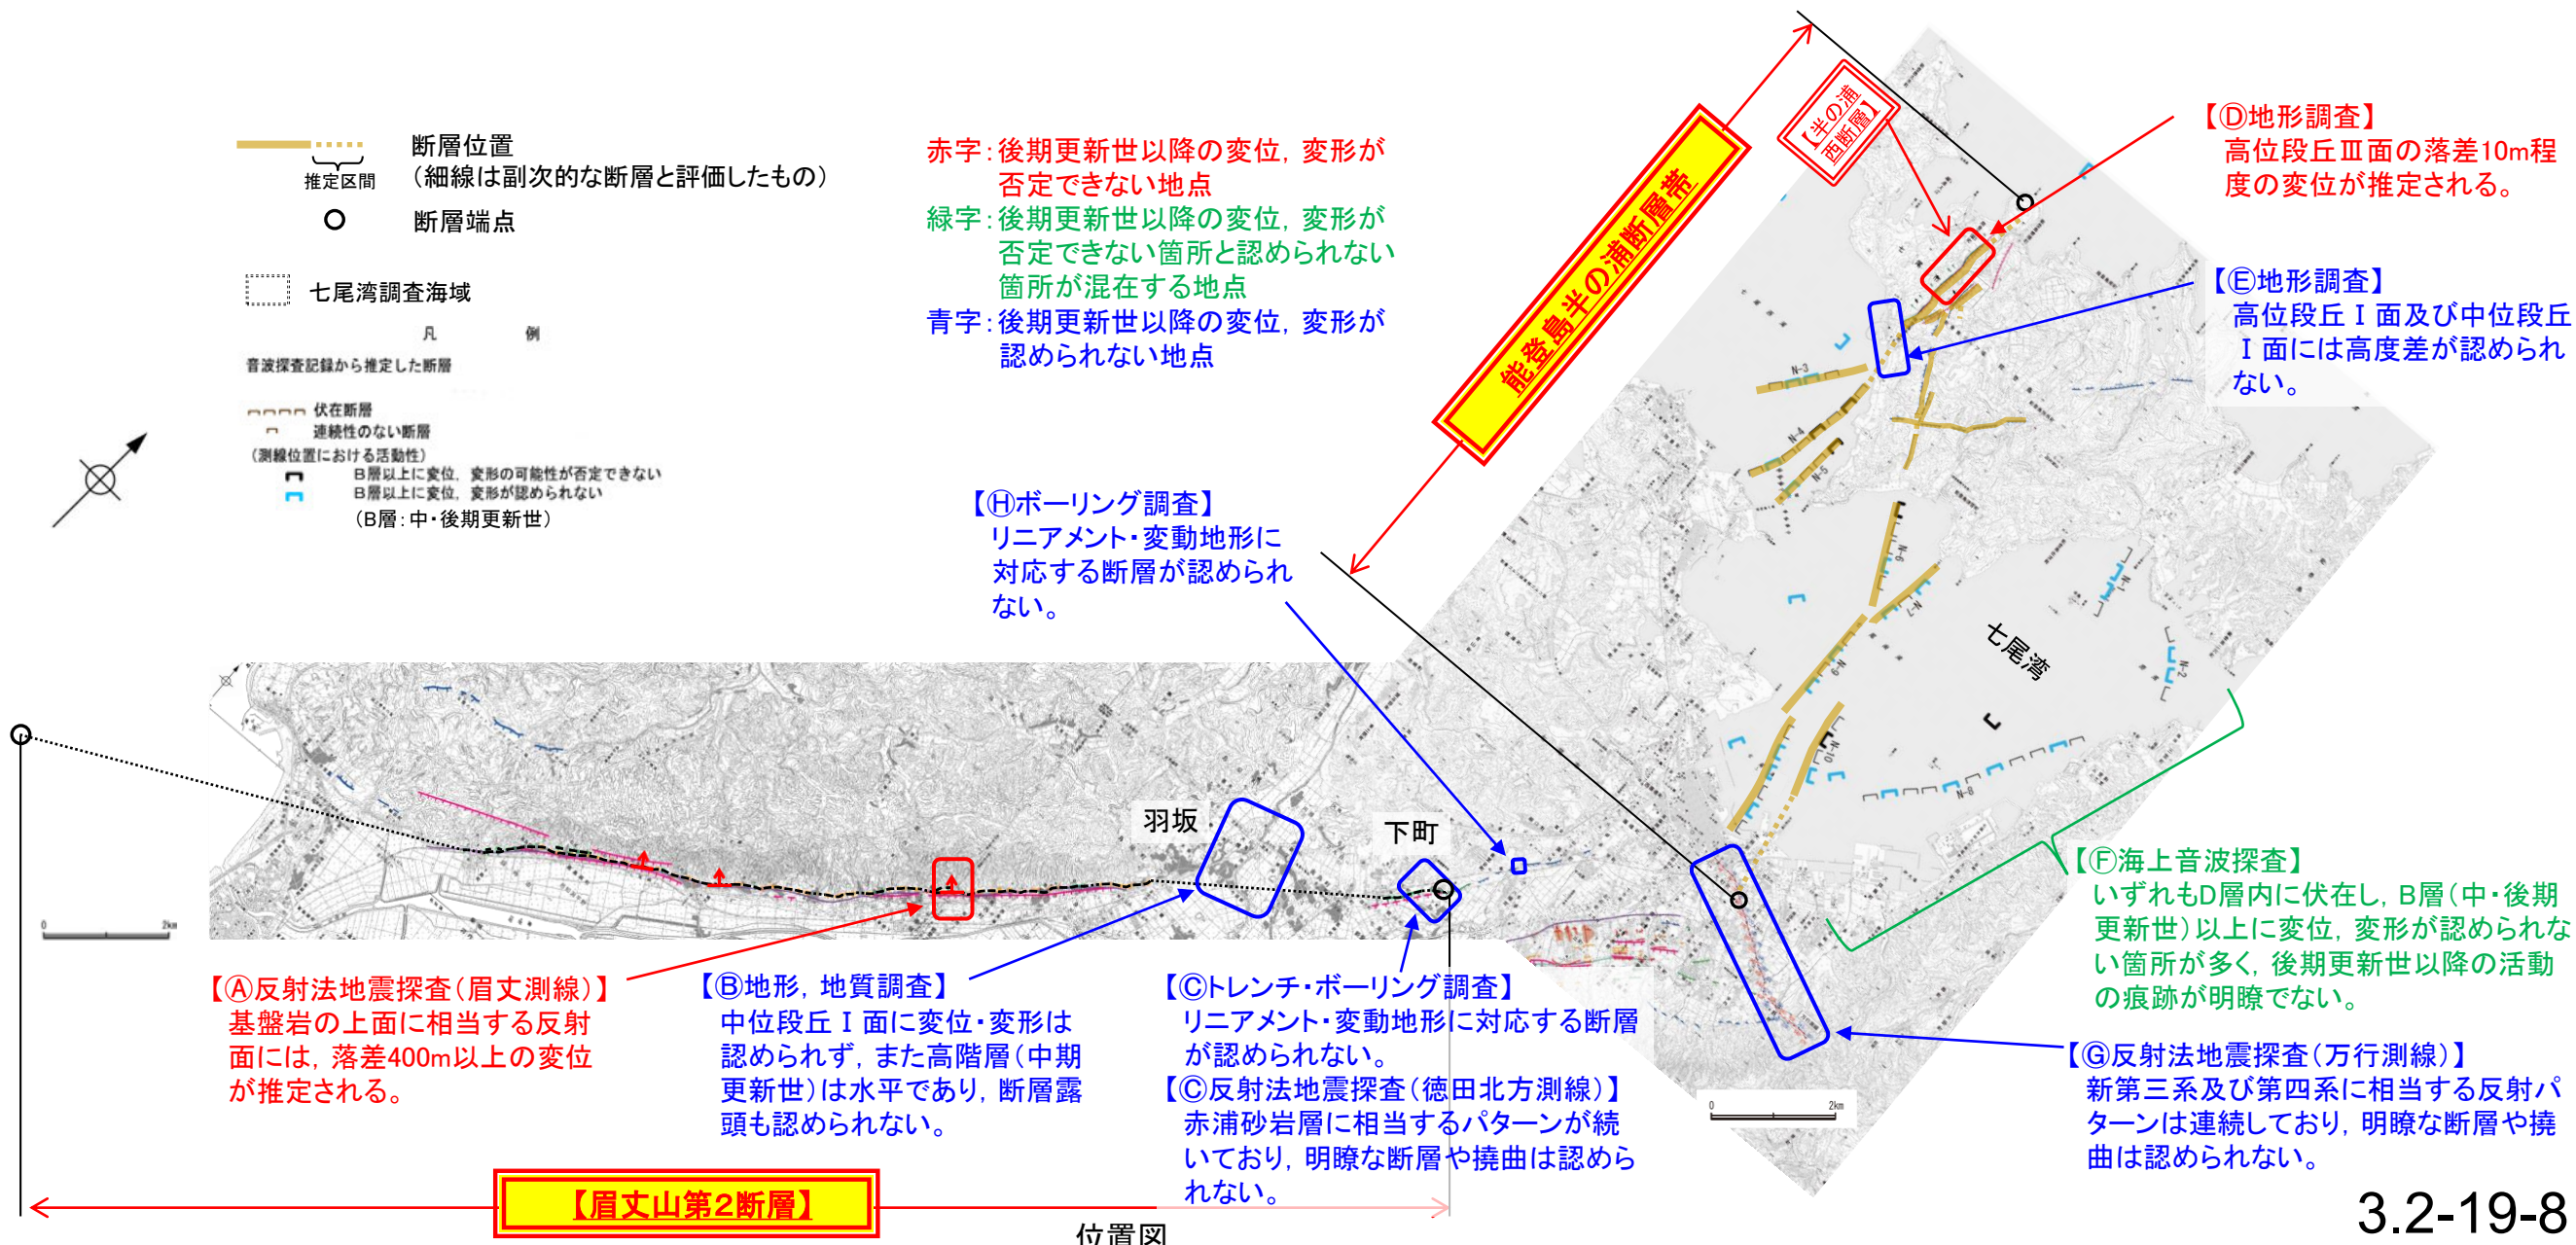 断層位置
(細線は副次的な断層と評価したもの)
推定区間
断層端点
七尾湾調査海域
凡 例
音波探査記録から推定した断層
伏在断層
連続性のない断層
(測線位置における活動性)
B層以上に変位, 変形の可能性が否定できない
B層以上に変位, 変形が認められない
(B層:中・後期更新世)
赤字:後期更新世以降の変位, 変形が
否定できない地点
緑字:後期更新世以降の変位, 変形が
否定できない箇所と認められない
箇所が混在する地点
青字:後期更新世以降の変位, 変形が
認められない地点
能登島半の浦断層帯
【半の浦
西断層】
【Ⓓ地形調査】
高位段丘Ⅲ面の落差10m程
度の変位が推定される。
【Ⓔ地形調査】
高位段丘Ⅰ面及び中位段丘
Ⅰ面には高度差が認められ
ない。
【Ⓗボーリング調査】
リニアメント・変動地形に
対応する断層が認められ
ない。
N-3
N-4
N-5
N-6
N-7
N-9
N-10
N-8
N-1
N-2
七尾湾
羽坂
下町
0 2km
【Ⓕ海上音波探査】
いずれもD層内に伏在し, B層(中・後期
更新世)以上に変位, 変形が認められな
い箇所が多く, 後期更新世以降の活動
の痕跡が明瞭でない。
【Ⓐ反射法地震探査(眉丈測線)】
基盤岩の上面に相当する反射
面には, 落差400m以上の変位
が推定される。
【Ⓑ地形, 地質調査】
中位段丘Ⅰ面に変位・変形は
認められず, また高階層(中期
更新世)は水平であり, 断層露
頭も認められない。
【Ⓒトレンチ・ボーリング調査】
リニアメント・変動地形に対応する断層
が認められない。
【Ⓒ反射法地震探査(徳田北方測線)】
赤浦砂岩層に相当するパターンが続
いており, 明瞭な断層や撓曲は認めら
れない。
【Ⓖ反射法地震探査(万行測線)】
新第三系及び第四系に相当する反射パ
ターンは連続しており, 明瞭な断層や撓
曲は認められない。
0 2km
【眉丈山第2断層】
位置図
3.2-19-8